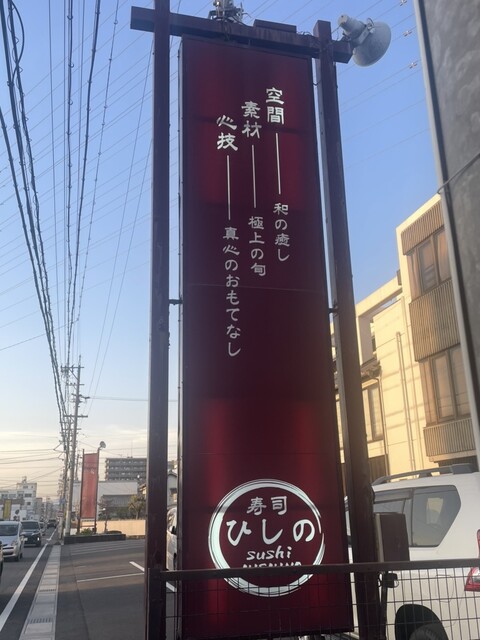 空間——和の癒し
素材——極上の旬
心技——真心のおもてなし
寿司
ひしの
sushi